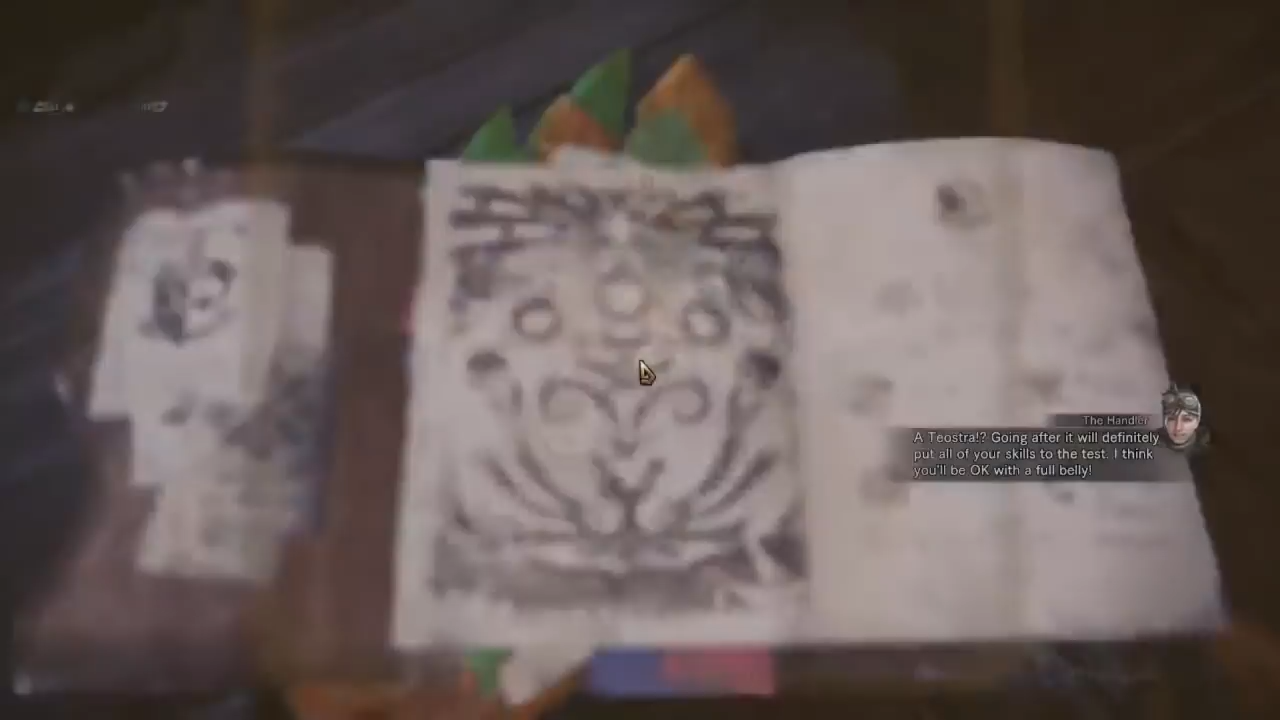 The Handler
A Teostra!? Going after it will definitely
put all of your skills to the test. I think
you'll be OK with a full belly!